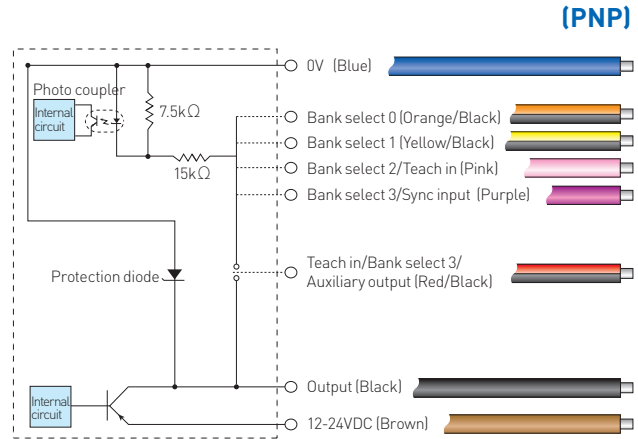 (PNP)
0V (Blue)
Photo coupler
Internal
circuit
7.5kΩ
15kΩ
Bank select 0 (Orange/Black)
Bank select 1 (Yellow/Black)
Bank select 2/Teach in (Pink)
Bank select 3/Sync input (Purple)
Teach in/Bank select 3/
Auxiliary output (Red/Black)
Protection diode
Output (Black)
Internal
circuit
12-24VDC (Brown)